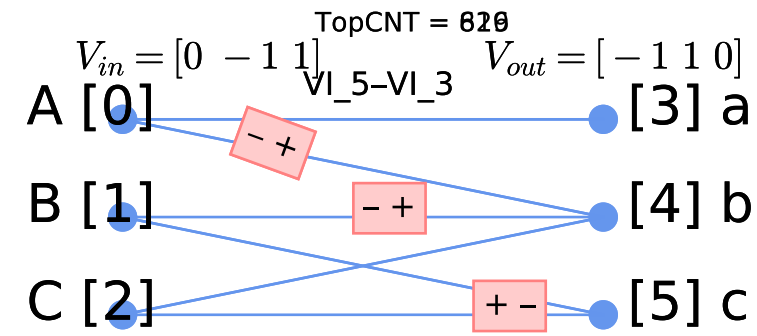 TopCNT =
V_in = [0 −1 1] V_out = [−1 1 0]
VI_5–VI_3
A [0] [3] a
− +
B [1] − + [4] b
C [2] + − [5] c